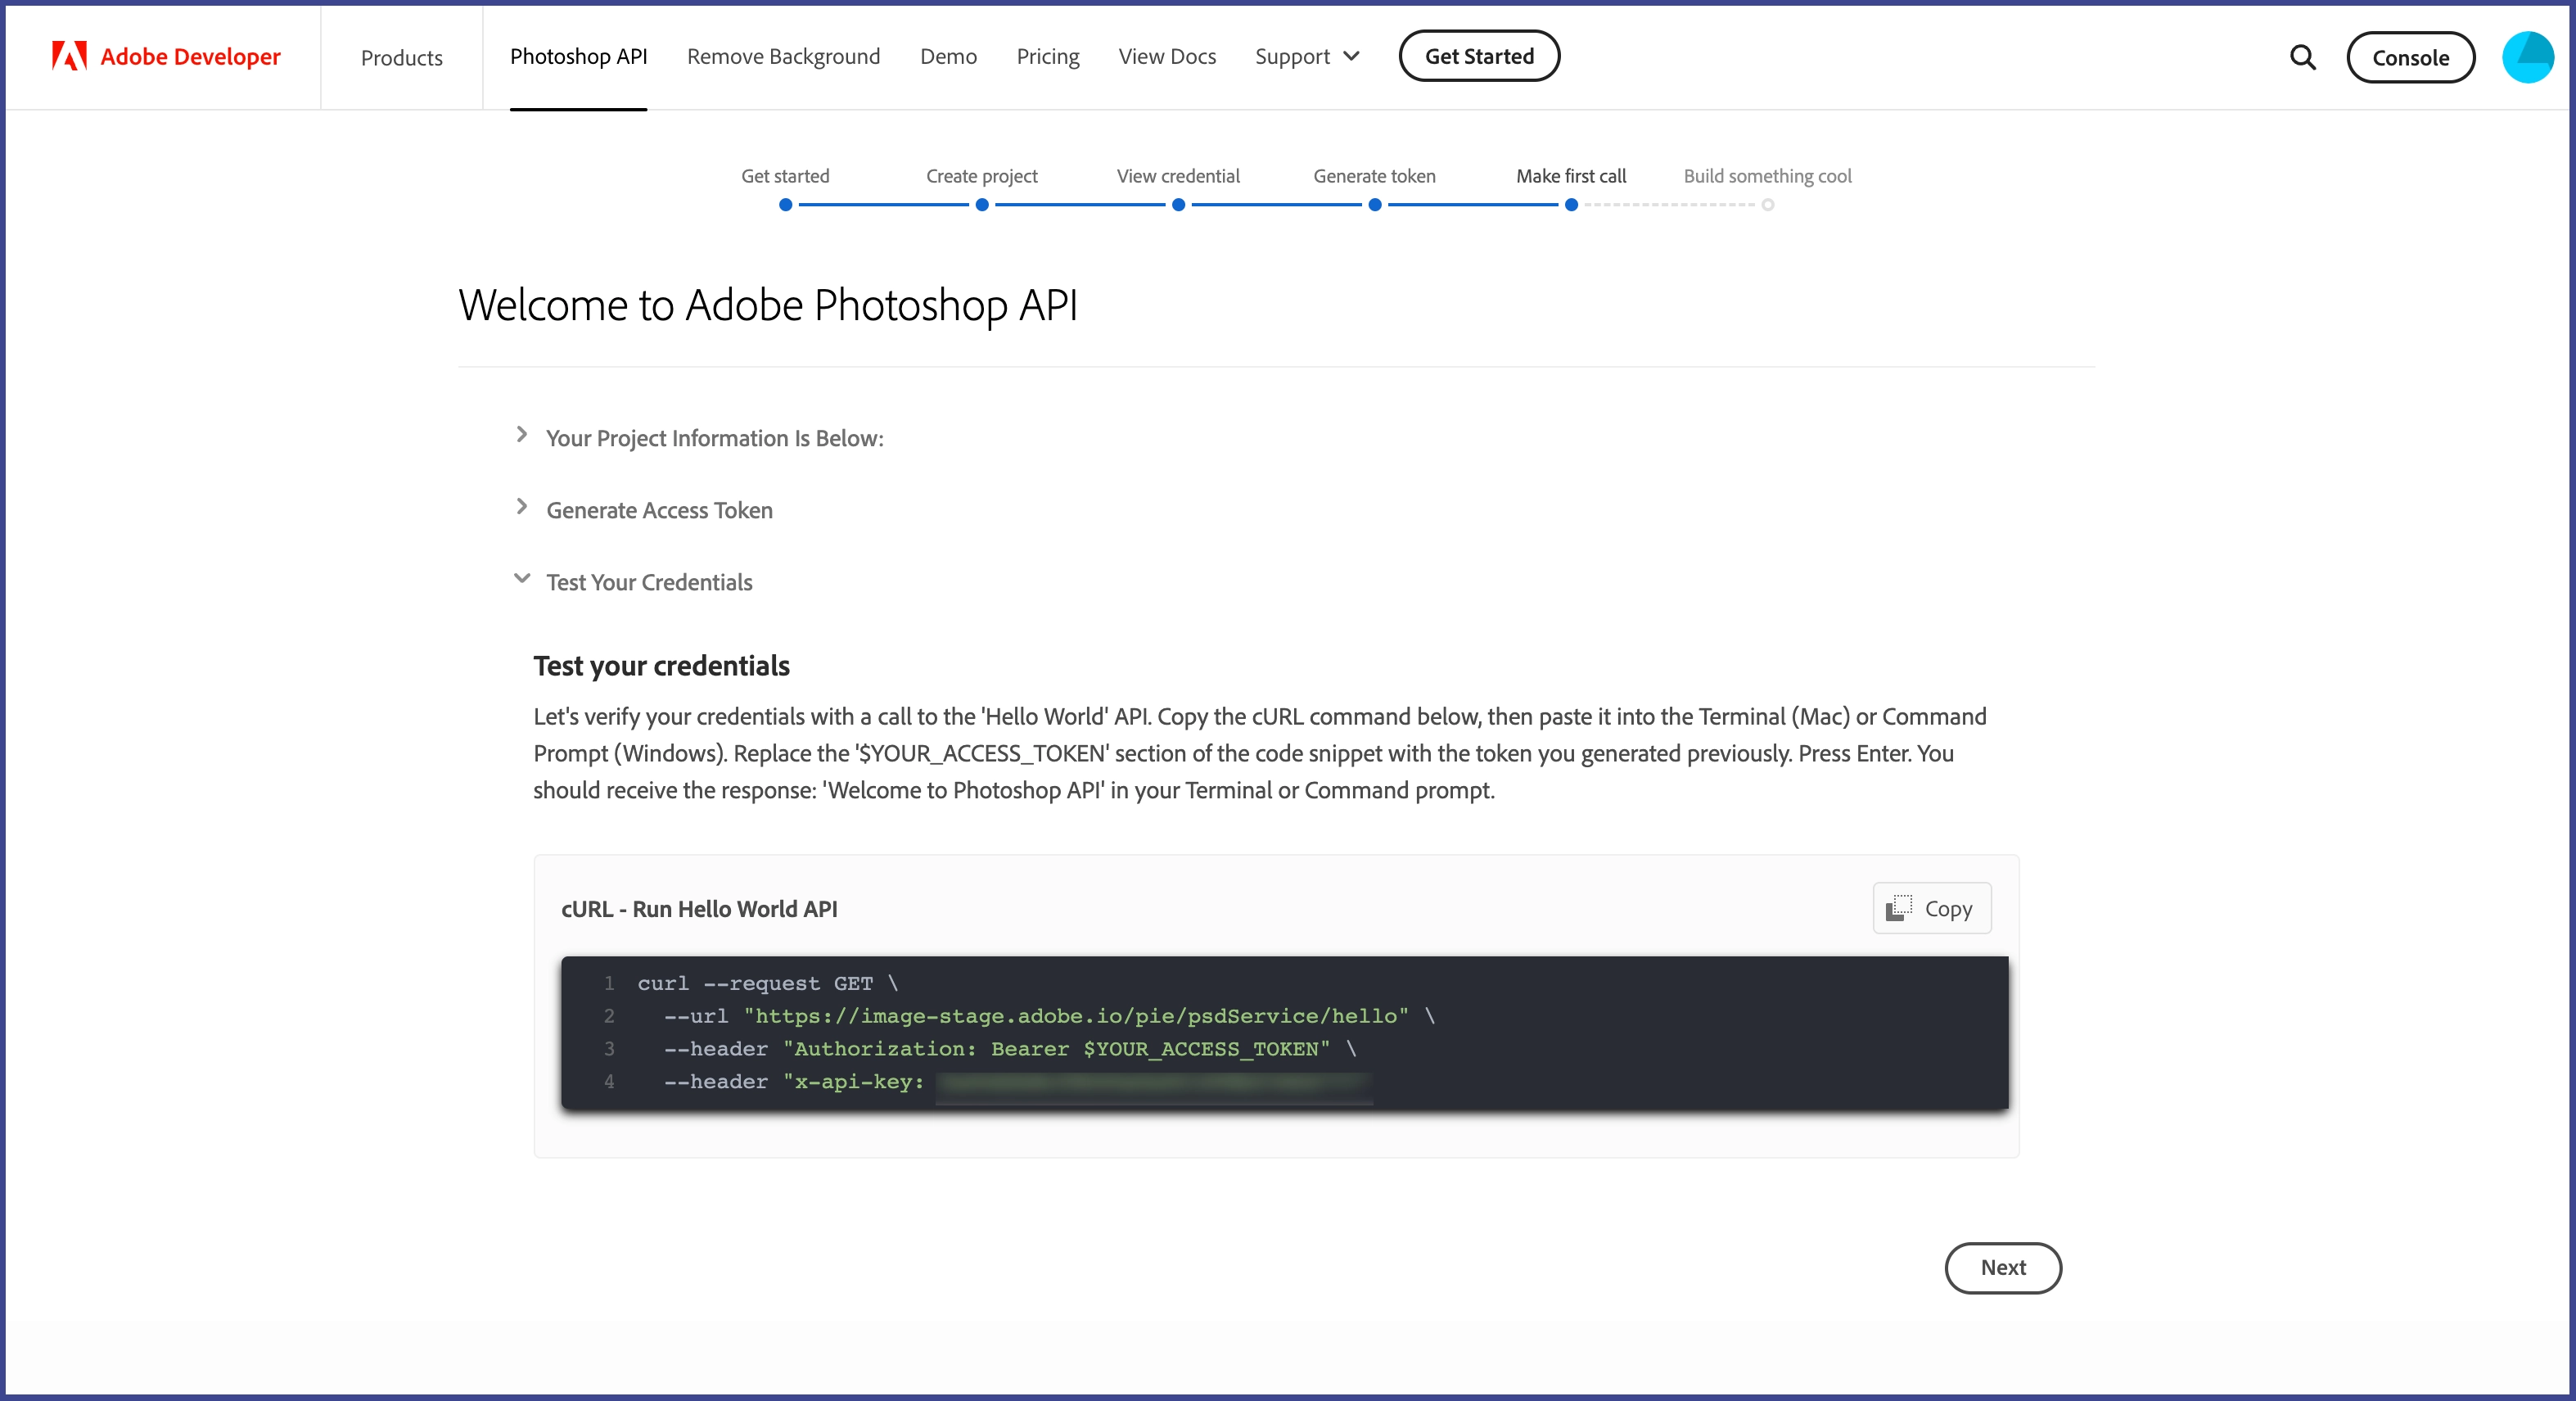 Adobe Developer
Products
Photoshop API
Remove Background
Demo
Pricing
View Docs
Support
Get Started
Console
Get started
Create project
View credential
Generate token
Make first call
Build something cool
Welcome to Adobe Photoshop API
Your Project Information Is Below:
Generate Access Token
Test Your Credentials
Test your credentials
Let's verify your credentials with a call to the 'Hello World' API. Copy the cURL command below, then paste it into the Terminal (Mac) or Command
Prompt (Windows). Replace the '$YOUR_ACCESS_TOKEN' section of the code snippet with the token you generated previously. Press Enter. You
should receive the response: 'Welcome to Photoshop API' in your Terminal or Command prompt.
cURL - Run Hello World API
Copy
1 curl --request GET \
2 --url "https://image-stage.adobe.io/pie/psdService/hello" \
3 --header "Authorization: Bearer $YOUR_ACCESS_TOKEN" \
4 --header "x-api-key:
Next